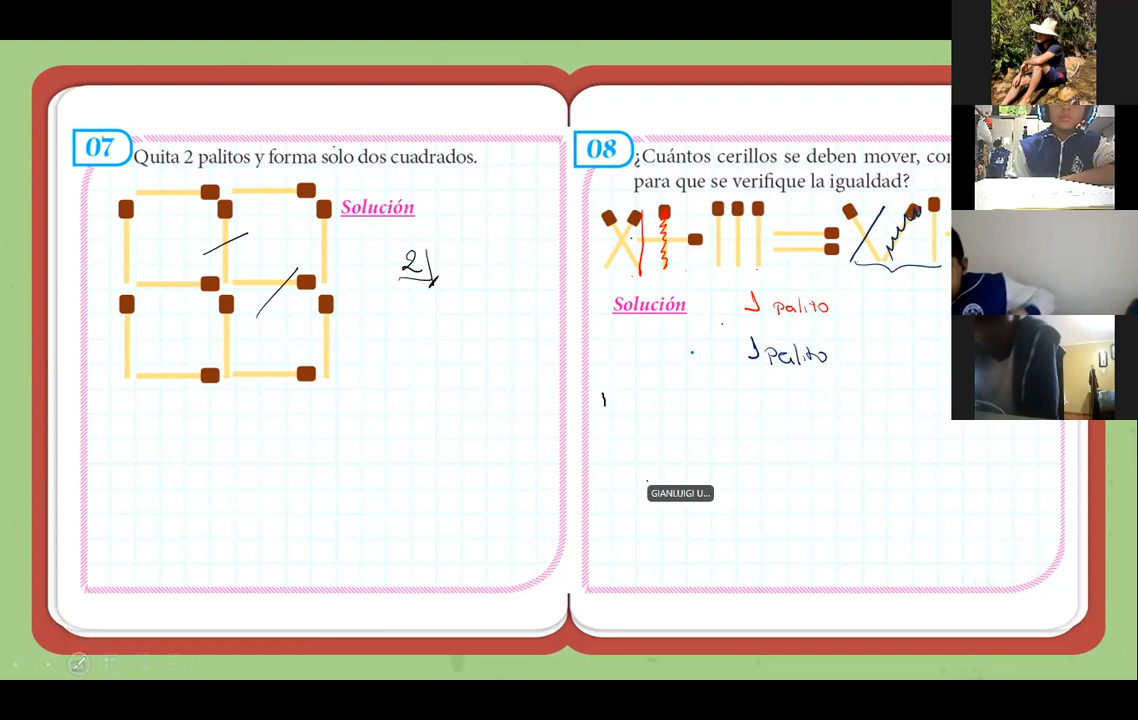 07
Quita 2 palitos y forma solo dos cuadrados.
Solución
2
08
¿Cuántos cerillos se deben mover, co
para que se verifique la igualdad?
Solución
1 palito
1 palito
GIANLUIGI U...